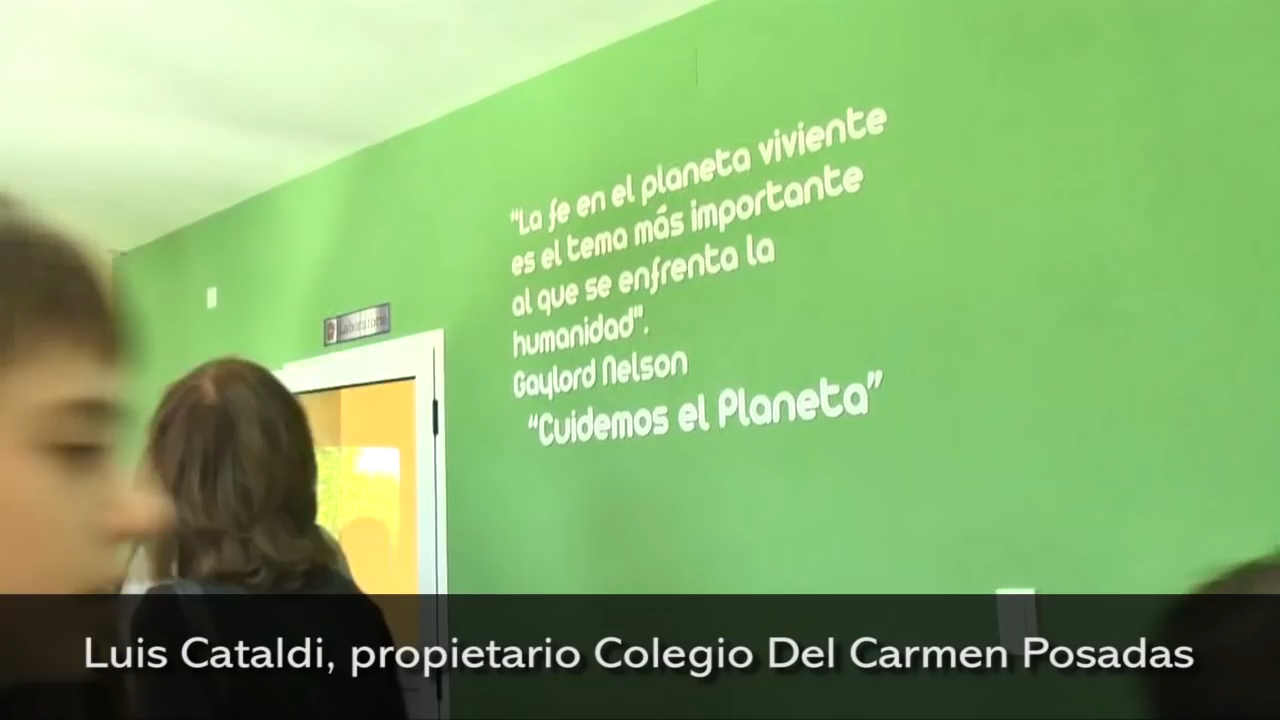 "La fe en el planeta viviente
es el tema más importante
al que se enfrenta la
humanidad".
Gaylord Nelson
"Cuidemos el Planeta"
Laboratorio
Luis Cataldi, propietario Colegio Del Carmen Posadas